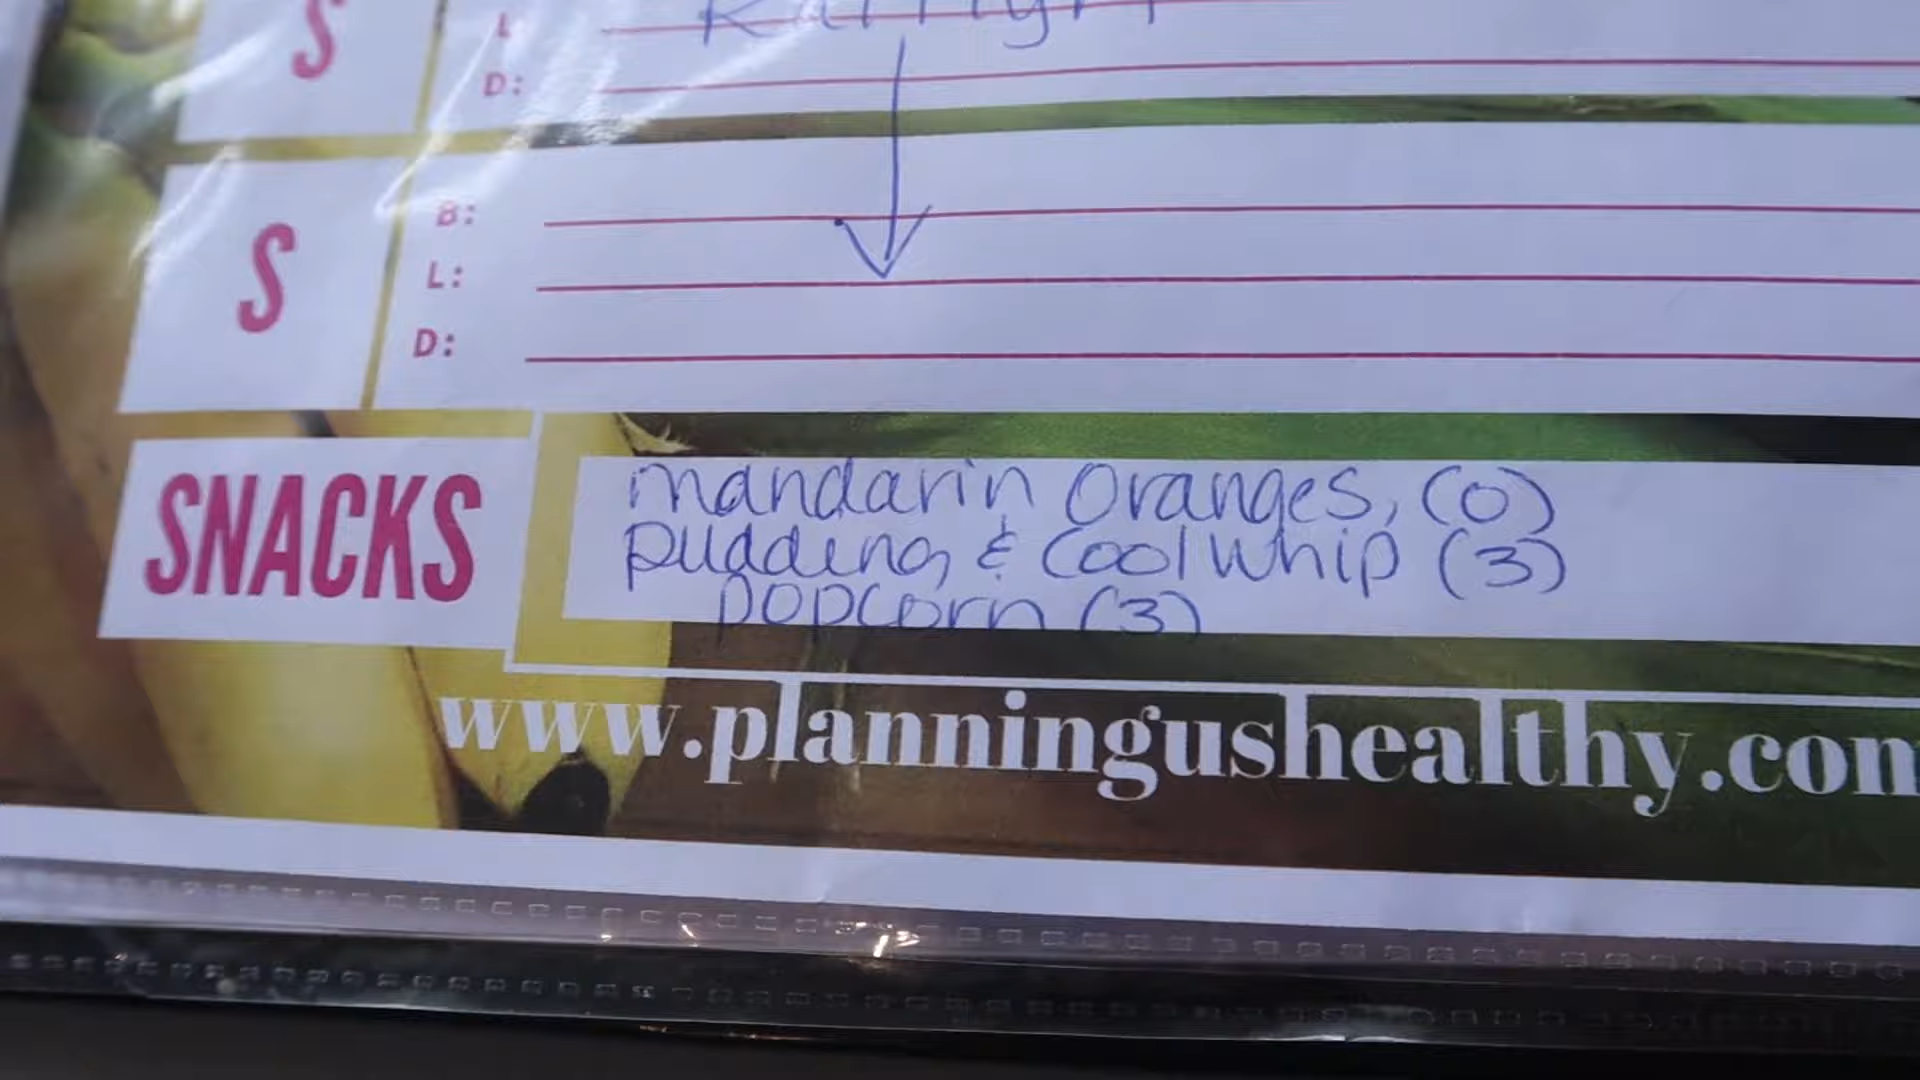 S
L
D:
S
B:
L:
D:
SNACKS
mandarin Oranges, (0)
pudding & Cool Whip (3)
popcorn (3)
www.planningushealthy.com